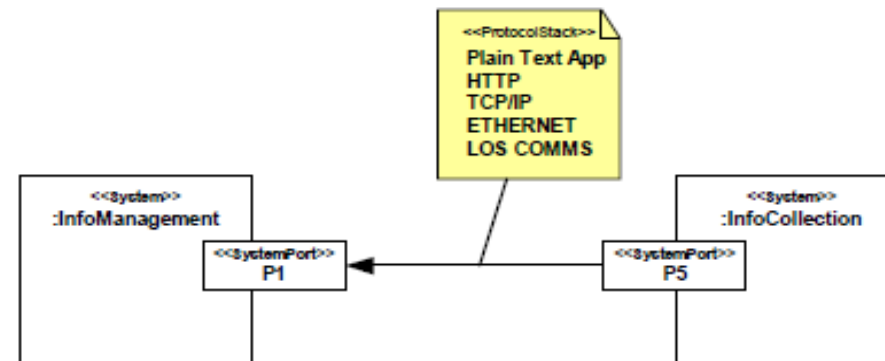 <<ProtocolStack>>
Plain Text App
HTTP
TCP/IP
ETHERNET
LOS COMMS
<<System>>
:InfoManagement
<<System>>
:InfoCollection
<<SystemPort>>
P1
<<SystemPort>>
P5